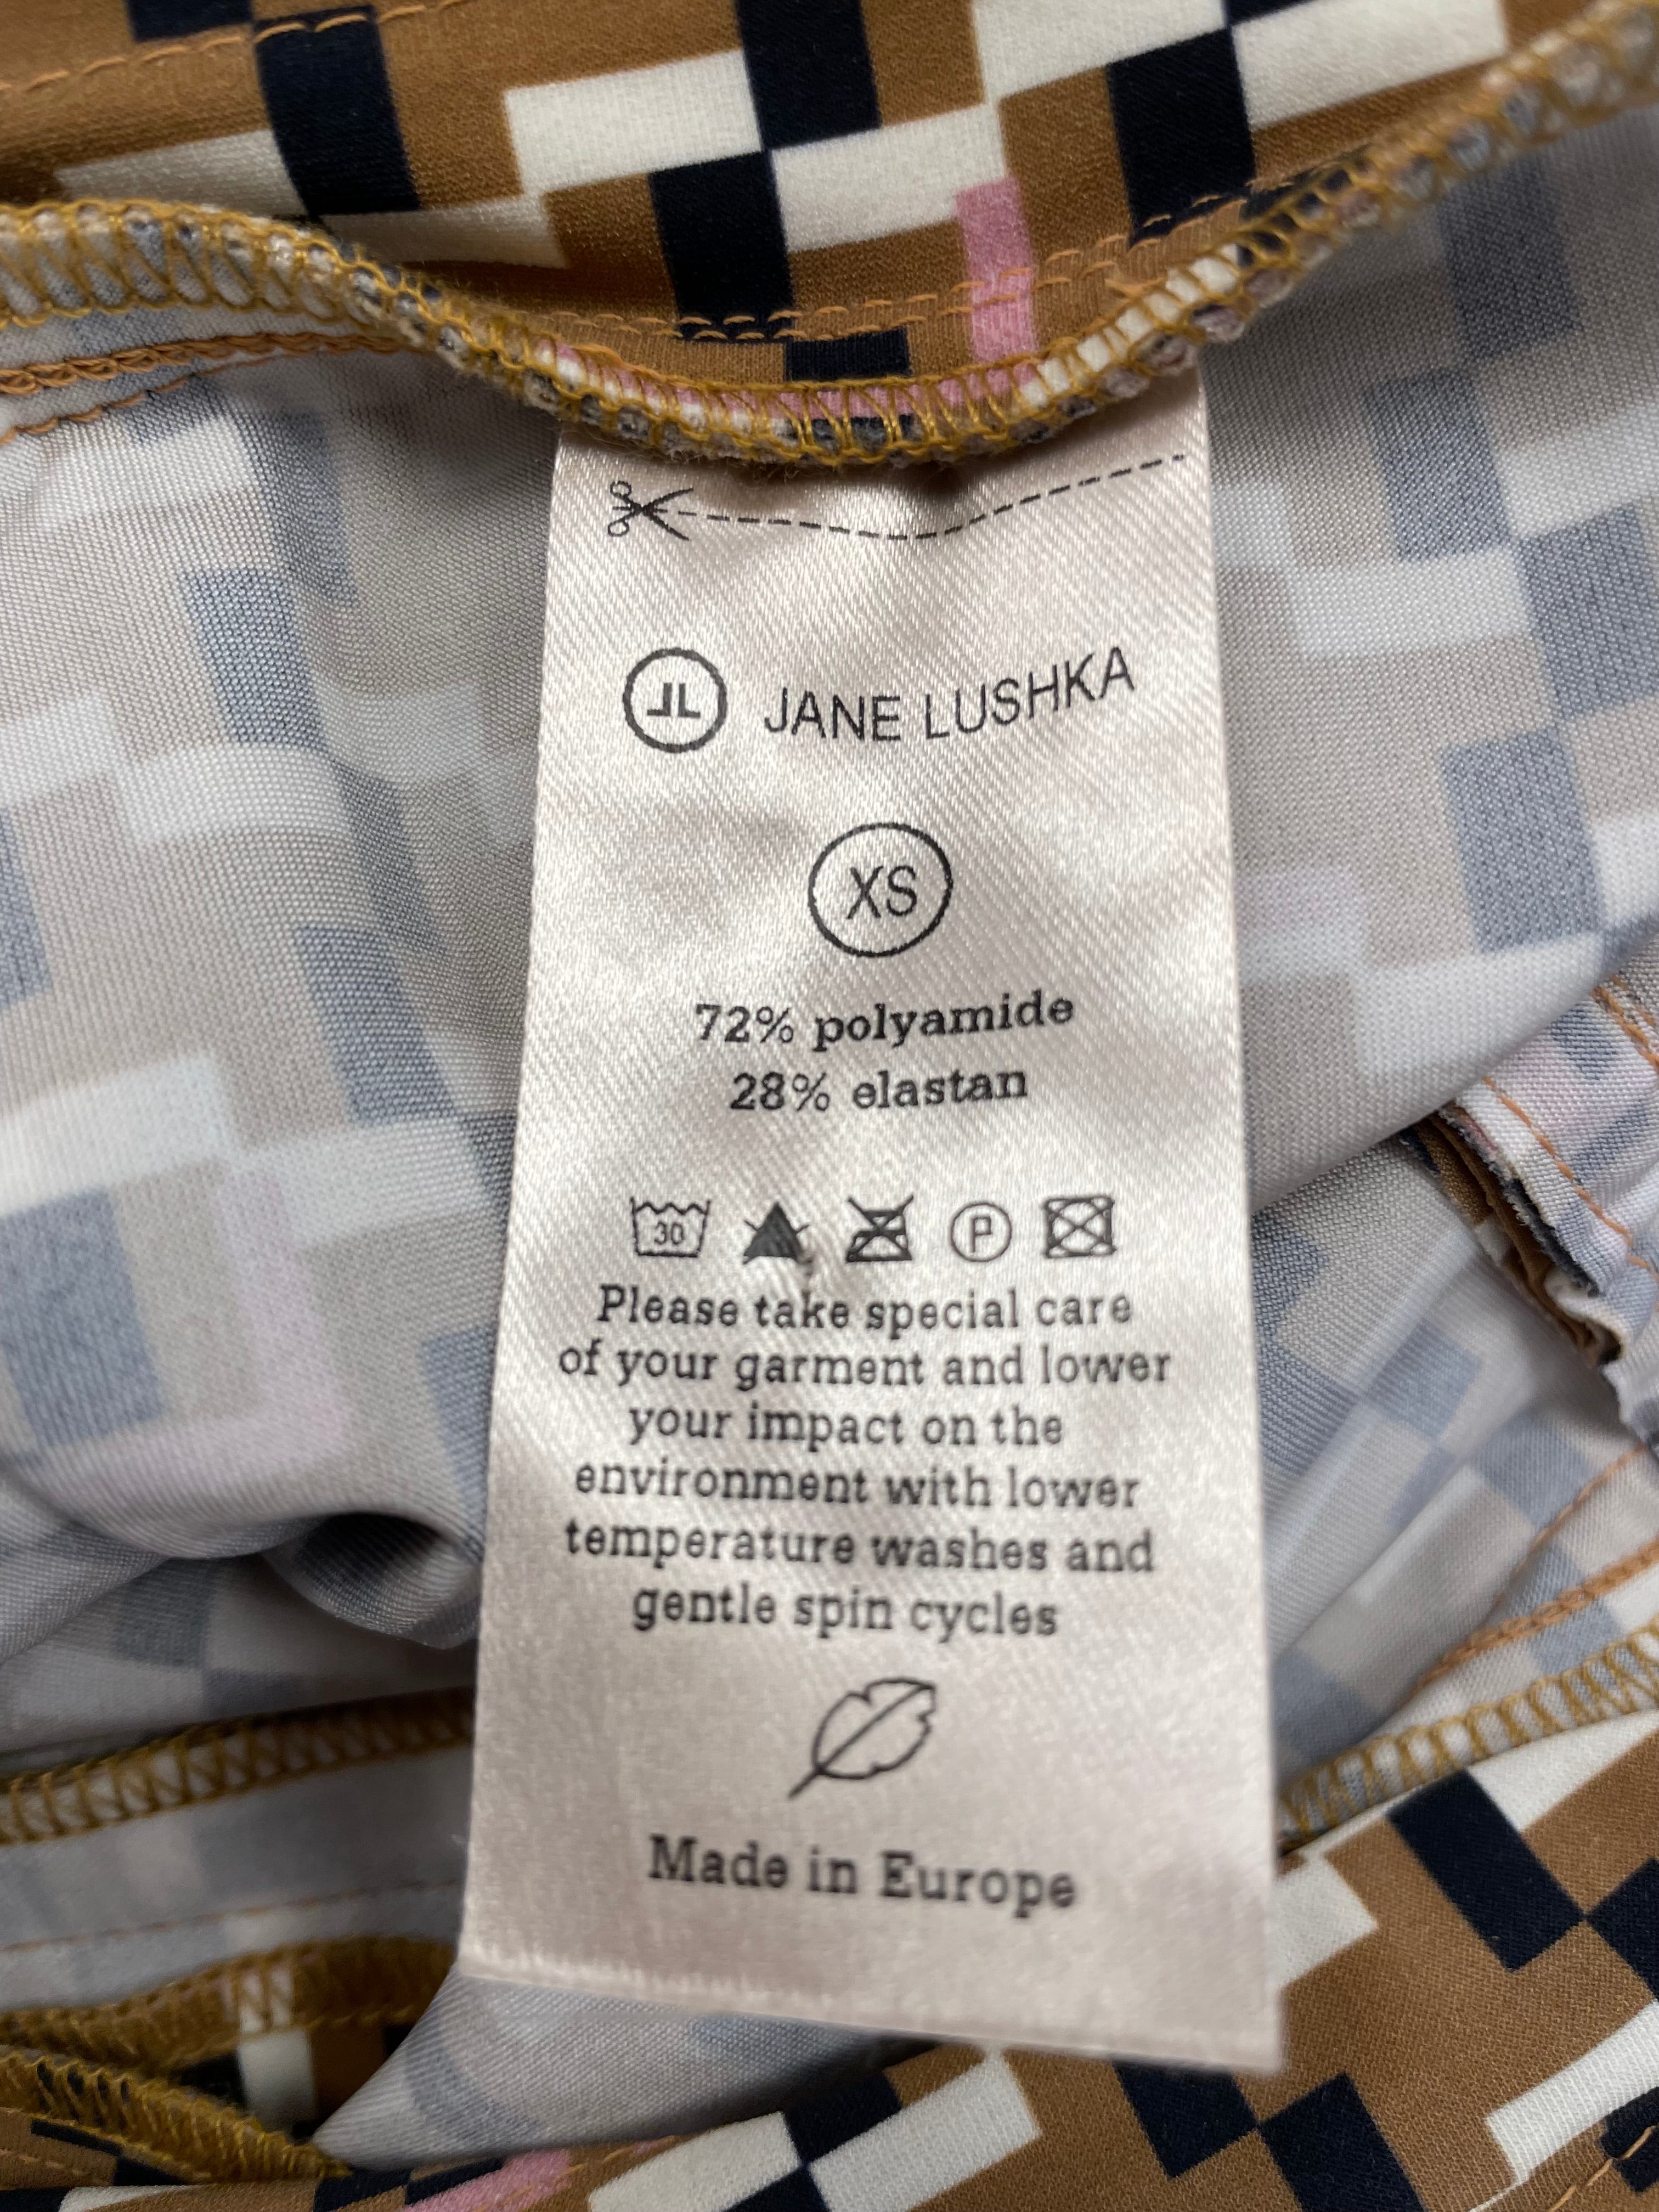 JL JANE LUSHKA
XS
72% polyamide
28% elastan
30 P
Please take special care
of your garment and lower
your impact on the
environment with lower
temperature washes and
gentle spin cycles
Made in Europe